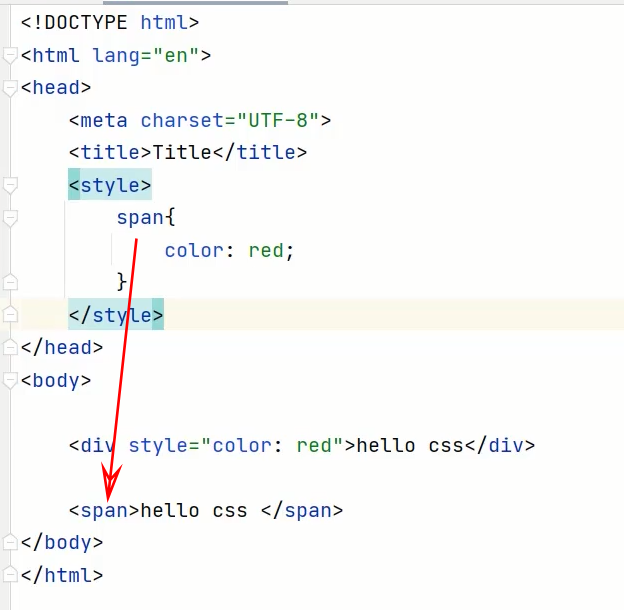 <!DOCTYPE html>
<html lang="en">
<head>
    <meta charset="UTF-8">
    <title>Title</title>
    <style>
        span{
            color: red;
        }
    </style>
</head>
<body>

    <div style="color: red">hello css</div>

    <span>hello css </span>
</body>
</html>